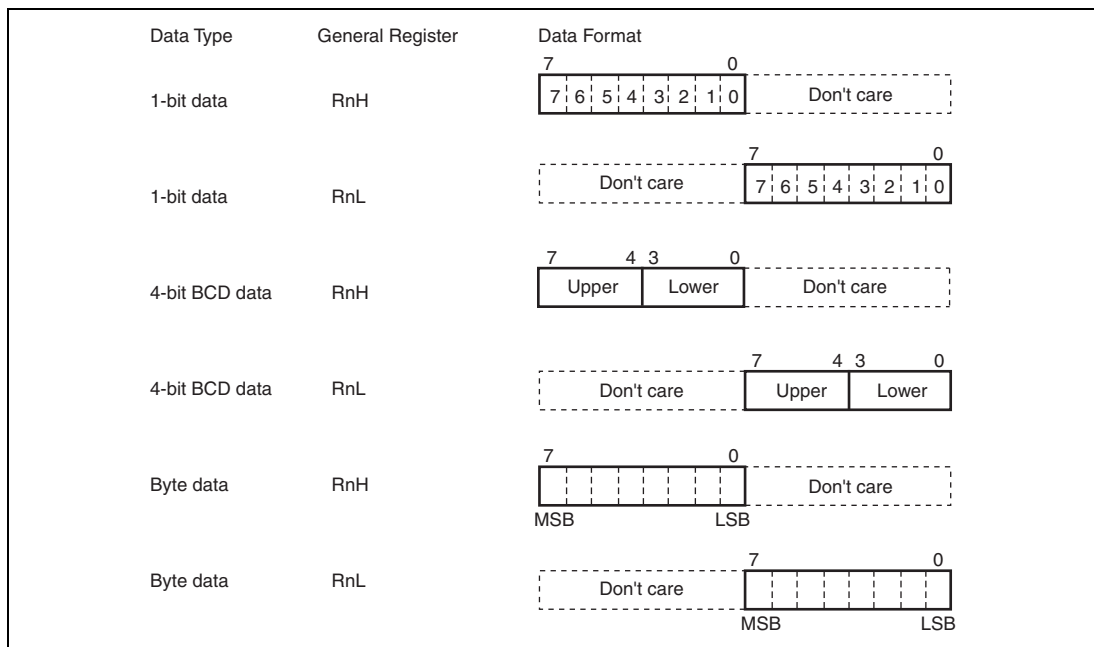 Data Type General Register Data Format
7 0
1-bit data RnH 7 6 5 4 3 2 1 0 Don't care
7 0
1-bit data RnL Don't care 7 6 5 4 3 2 1 0
7 4 3 0
4-bit BCD data RnH Upper Lower Don't care
7 4 3 0
4-bit BCD data RnL Don't care Upper Lower
7 0
Byte data RnH Don't care
MSB LSB
7 0
Byte data RnL Don't care
MSB LSB